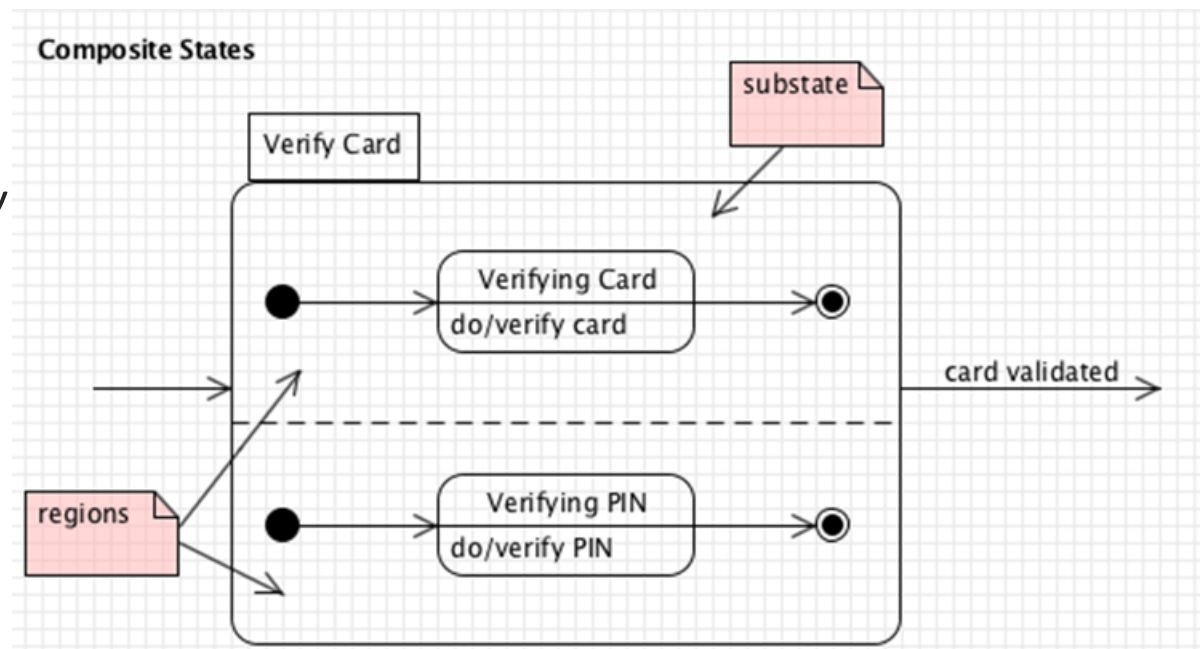 Composite States
substate
Verify Card
y
Verifying Card
do/verify card
card validated
regions
Verifying PIN
do/verify PIN